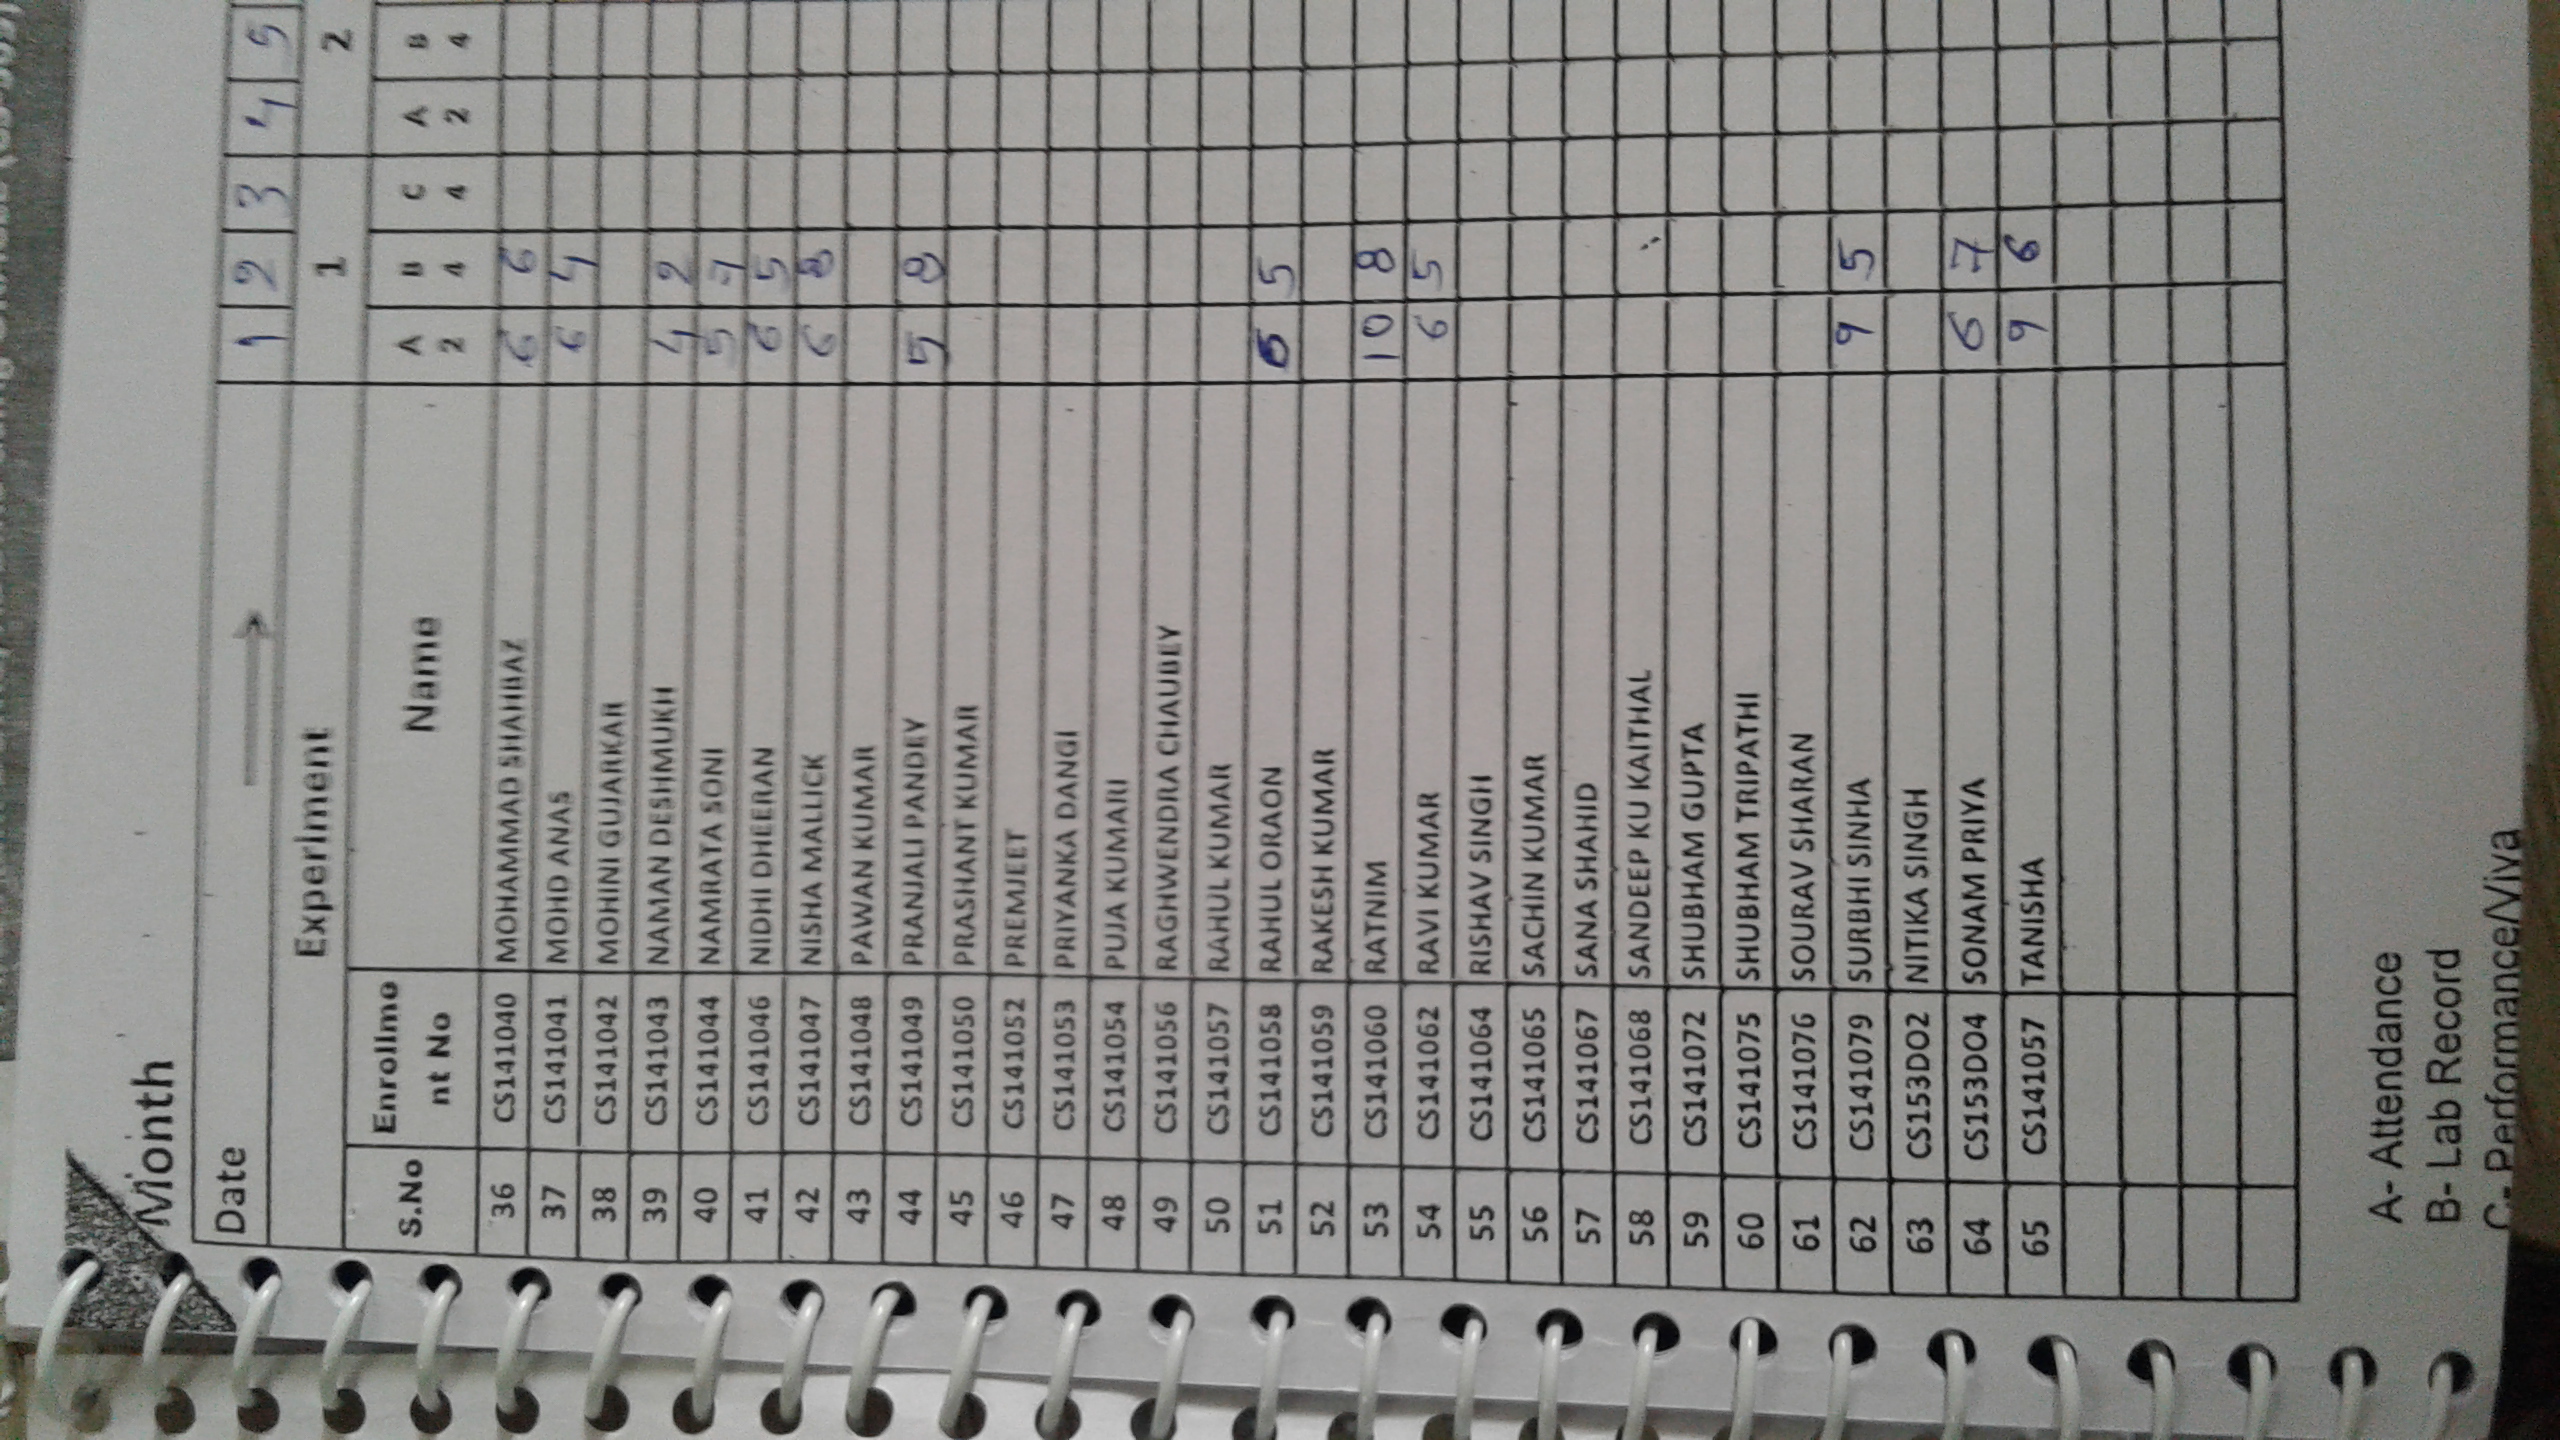 Month
Date 1 2 3 4 5
Experiment 1 2
S.No Enrollment No Name A 2 B 4 C 4 A 2 B 4
36 CS141040 MOHAMMAD SHAHBAZ 6 6
37 CS141041 MOHD ANAS 6 4
38 CS141042 MOHINI GUJARKAR
39 CS141043 NAMAN DESHMUKH 4 2
40 CS141044 NAMRATA SONI 5
41 CS141046 NIDHI DHEERAN 6 5
42 CS141047 NISHA MALLICK 6 8
43 CS141048 PAWAN KUMAR
44 CS141049 PRANJALI PANDEY 5 8
45 CS141050 PRASHANT KUMAR
46 CS141052 PREMJEET
47 CS141053 PRIYANKA DANGI
48 CS141054 PUJA KUMARI
49 CS141056 RAGHWENDRA CHAUBEY
50 CS141057 RAHUL KUMAR
51 CS141058 RAHUL ORAON 5
52 CS141059 RAKESH KUMAR
53 CS141060 RATNIM 10 8
54 CS141062 RAVI KUMAR 6 5
55 CS141064 RISHAV SINGH
56 CS141065 SACHIN KUMAR
57 CS141067 SANA SHAHID
58 CS141068 SANDEEP KU KAITHAL
59 CS141072 SHUBHAM GUPTA
60 CS141075 SHUBHAM TRIPATHI
61 CS141076 SOURAV SHARAN
62 CS141079 SURBHI SINHA 9 5
63 CS153DO2 NITIKA SINGH
64 CS153DO4 SONAM PRIYA 6 7
65 CS141057 TANISHA 9 6
A- Attendance
B- Lab Record
C- Performance/Viva